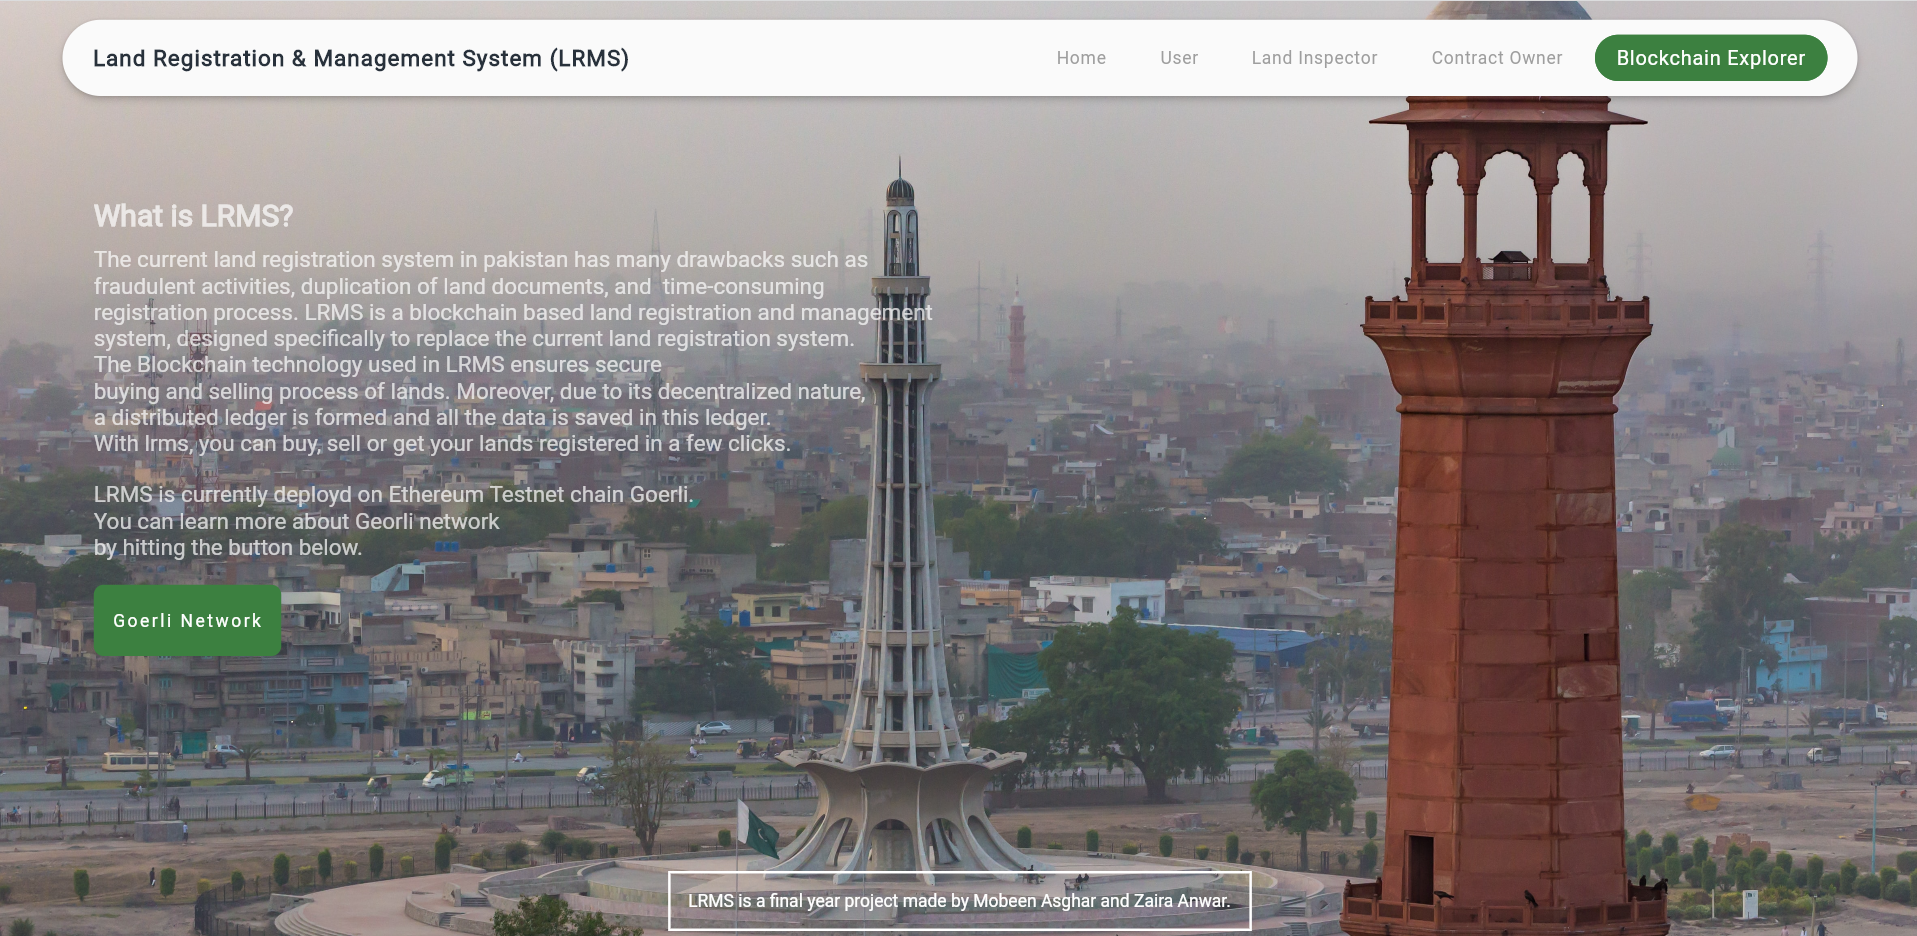 Land Registration & Management System (LRMS)
Home
User
Land Inspector
Contract Owner
Blockchain Explorer
What is LRMS?
The current land registration system in pakistan has many drawbacks such as
fraudulent activities, duplication of land documents, and  time-consuming
registration process. LRMS is a blockchain based land registration and management
system, designed specifically to replace the current land registration system.
The Blockchain technology used in LRMS ensures secure
buying and selling process of lands. Moreover, due to its decentralized nature,
a distributed ledger is formed and all the data is saved in this ledger.
With lrms, you can buy, sell or get your lands registered in a few clicks.
LRMS is currently deployd on Ethereum Testnet chain Goerli.
You can learn more about Georli network
by hitting the button below.
Goerli Network
LRMS is a final year project made by Mobeen Asghar and Zaira Anwar.